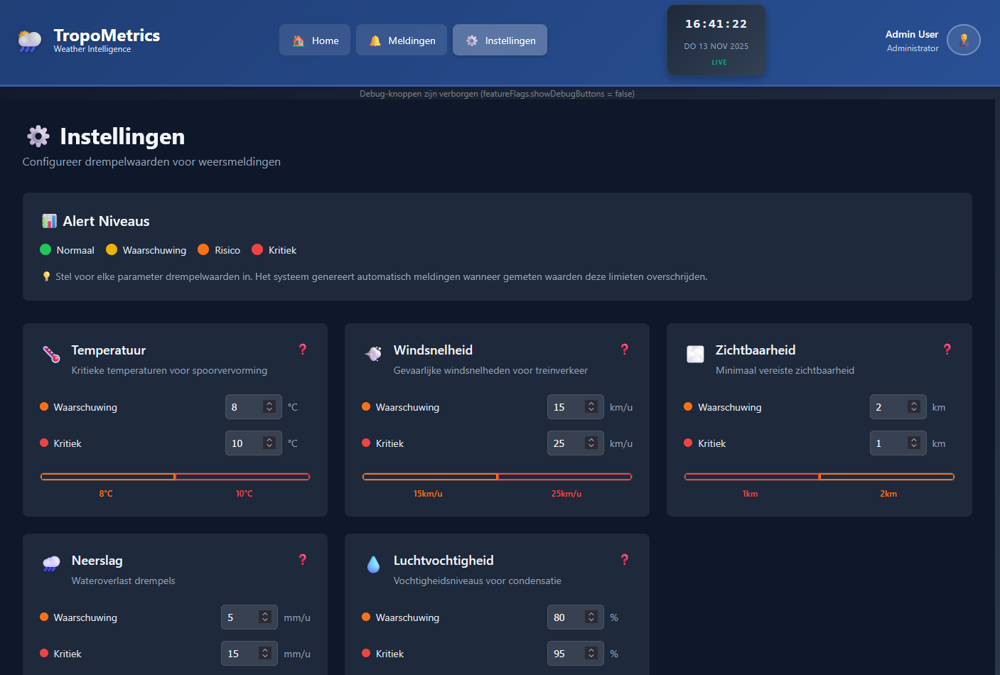 TropoMetrics
Weather Intelligence
Home
Meldingen
Instellingen
16:41:22
DO 13 NOV 2025
LIVE
Admin User
Administrator
Debug-knoppen zijn verborgen (featureFlags.showDebugButtons = false)
Instellingen
Configureer drempelwaarden voor weersmeldingen
Alert Niveaus
Normaal Waarschuwing Risico Kritiek
Stel voor elke parameter drempelwaarden in. Het systeem genereert automatisch meldingen wanneer gemeten waarden deze limieten overschrijden.
Temperatuur ❓
Kritieke temperaturen voor spoorvervorming
Waarschuwing 8 °C
Kritiek 10 °C
8°C 10°C
Windsnelheid ❓
Gevaarlijke windsnelheden voor treinverkeer
Waarschuwing 15 km/u
Kritiek 25 km/u
15km/u 25km/u
Zichtbaarheid ❓
Minimaal vereiste zichtbaarheid
Waarschuwing 2 km
Kritiek 1 km
1km 2km
Neerslag ❓
Wateroverlast drempels
Waarschuwing 5 mm/u
Kritiek 15 mm/u
Luchtvochtigheid ❓
Vochtigheidsniveaus voor condensatie
Waarschuwing 80 %
Kritiek 95 %